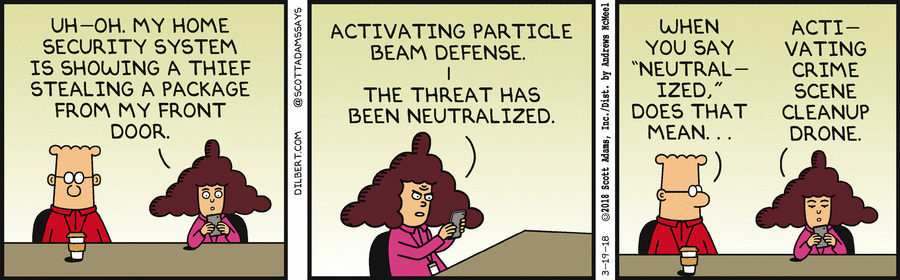 UH-OH. MY HOME
SECURITY SYSTEM
IS SHOWING A THIEF
STEALING A PACKAGE
FROM MY FRONT
DOOR.
DILBERT.COM
@SCOTTADAMSSAYS
ACTIVATING PARTICLE
BEAM DEFENSE.
THE THREAT HAS
BEEN NEUTRALIZED.
3-19-18 ©2018 Scott Adams, Inc./Dist. by Andrews McMeel
WHEN
YOU SAY
"NEUTRAL-
IZED,"
DOES THAT
MEAN...
ACTI-
VATING
CRIME
SCENE
CLEANUP
DRONE.